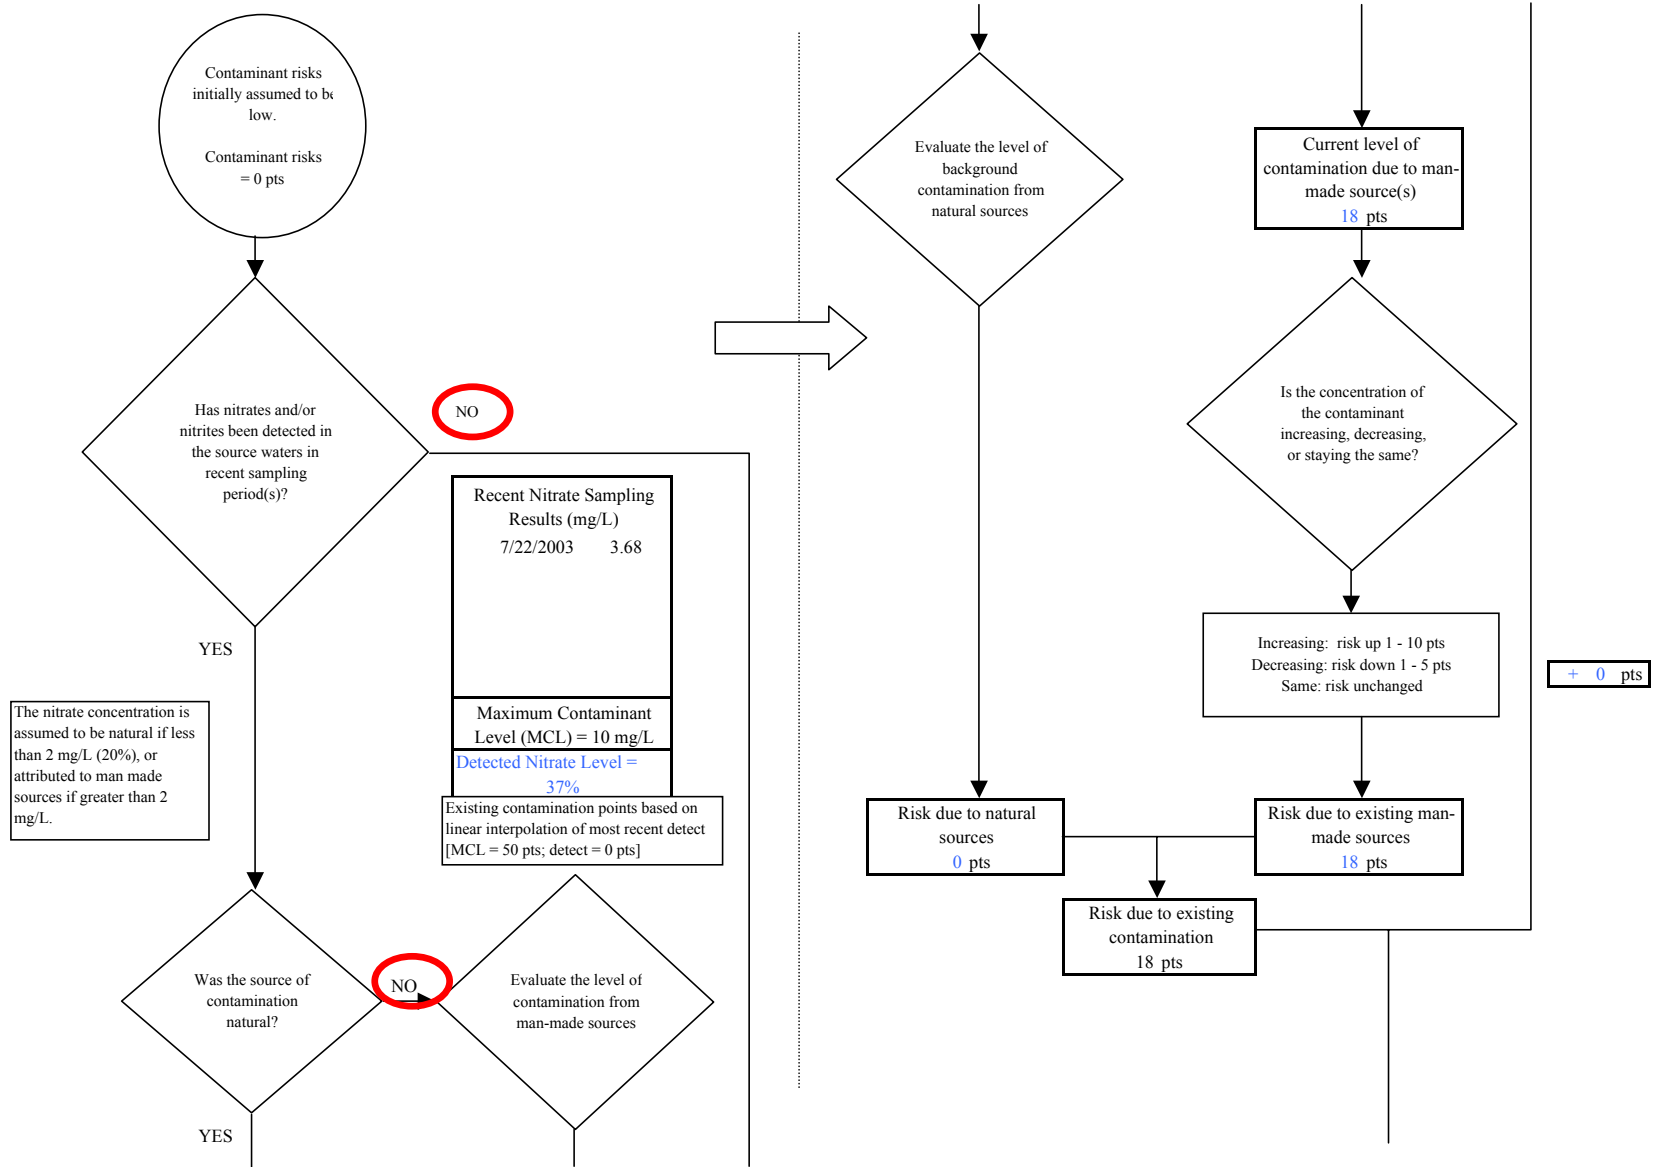 Contaminant risks
initially assumed to be
low.
Contaminant risks
= 0 pts
Has nitrates and/or
nitrites been detected in
the source waters in
recent sampling
period(s)?
NO
Recent Nitrate Sampling
Results (mg/L)
7/22/2003 3.68
Maximum Contaminant
Level (MCL) = 10 mg/L
Detected Nitrate Level =
37%
Existing contamination points based on
linear interpolation of most recent detect
[MCL = 50 pts; detect = 0 pts]
YES
The nitrate concentration is
assumed to be natural if less
than 2 mg/L (20%), or
attributed to man made
sources if greater than 2
mg/L.
Was the source of
contamination
natural?
NO
Evaluate the level of
contamination from
man-made sources
YES
Evaluate the level of
background
contamination from
natural sources
Current level of
contamination due to man-
made source(s)
18 pts
Is the concentration of
the contaminant
increasing, decreasing,
or staying the same?
Increasing: risk up 1 - 10 pts
Decreasing: risk down 1 - 5 pts
Same: risk unchanged
+ 0 pts
Risk due to natural
sources
0 pts
Risk due to existing man-
made sources
18 pts
Risk due to existing
contamination
18 pts